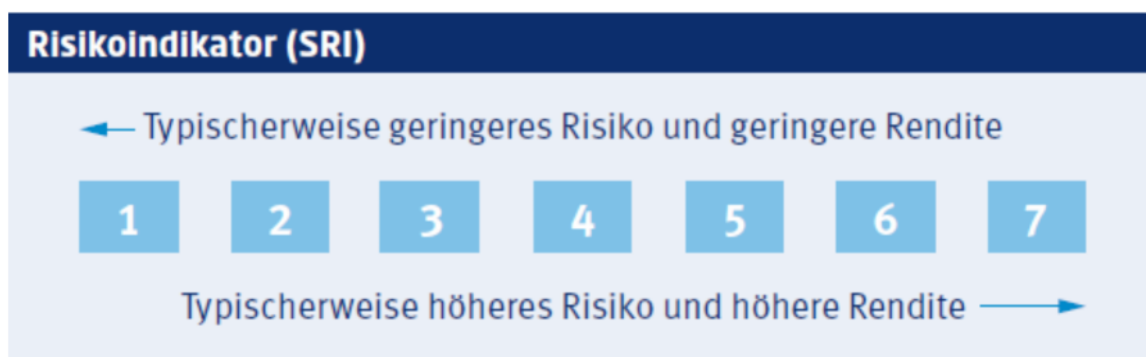 Risikoindikator (SRI)
Typischerweise geringeres Risiko und geringere Rendite
1 2 3 4 5 6 7
Typischerweise höheres Risiko und höhere Rendite